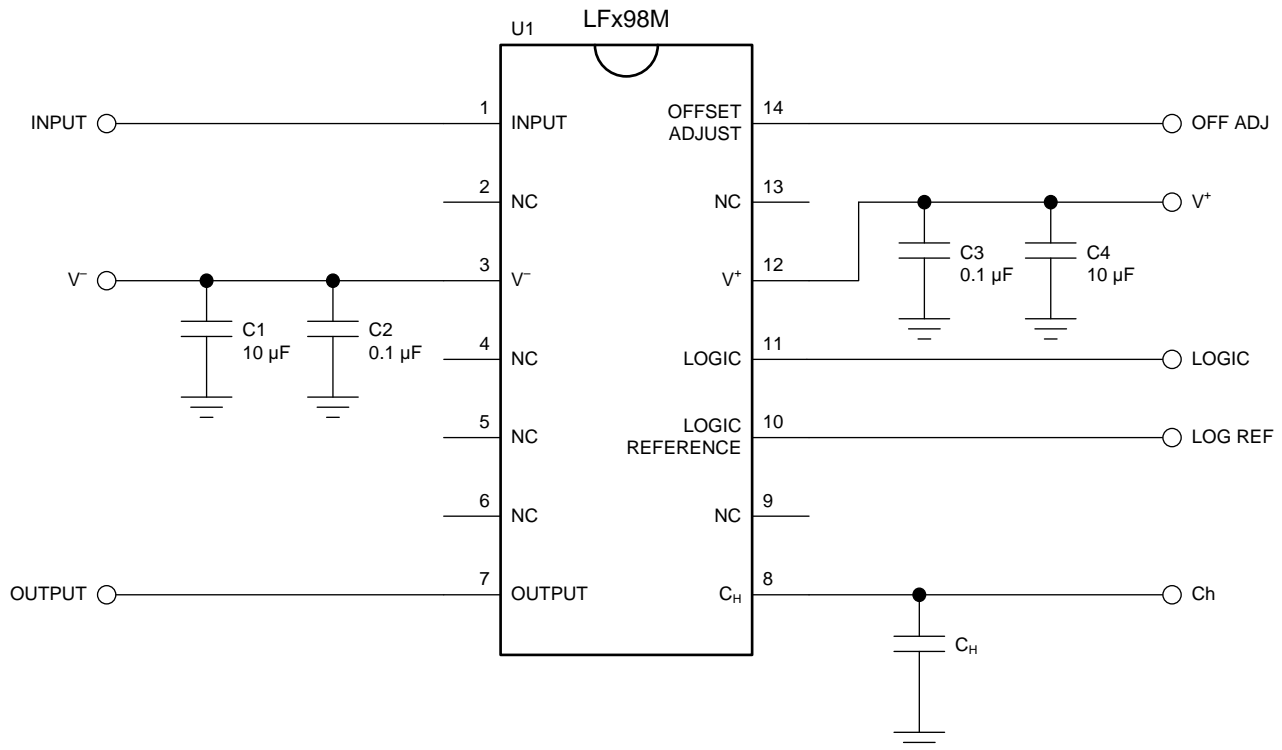 LFx98M
U1
INPUT
1
INPUT
OFFSET
ADJUST
14
OFF ADJ
2
NC
NC
13
V⁺
V⁻
3
V⁻
V⁺
12
C3
0.1 µF
C4
10 µF
C1
10 µF
C2
0.1 µF
4
NC
LOGIC
11
LOGIC
5
NC
LOGIC
REFERENCE
10
LOG REF
6
NC
NC
9
OUTPUT
7
OUTPUT
C_H
8
Ch
C_H